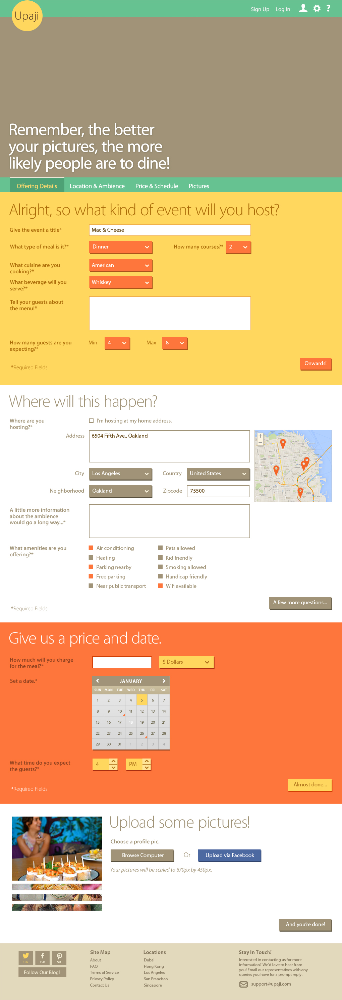 Upaji
Sign Up Log In ?
Remember, the better
your pictures, the more
likely people are to dine!
Offering Details Location & Ambience Price & Schedule Pictures
Alright, so what kind of event will you host?
Give the event a title* Mac & Cheese
What type of meal is it?* Dinner How many courses?* 2
What cuisine are you
cooking?*
American
What beverage will you
serve?*
Whiskey
Tell your guests about
the menu!*
How many guests are you
expecting?*
Min 4 Max 8
Onwards!
*Required Fields
Where will this happen?
Where are you
hosting?*
I'm hosting at my home address.
Address 6504 Fifth Ave., Oakland
+
−
City Los Angeles Country United States
Neighborhood Oakland Zipcode 75500
A little more information
about the ambience
would go a long way...*
What amenities are you
offering?*
Air conditioning Pets allowed
Heating Kid friendly
Parking nearby Smoking allowed
Free parking Handicap friendly
Near public transport Wifi available
A few more questions...
*Required Fields
Give us a price and date.
How much will you charge
for the meal?*
$ Dollars
Set a date.*
JANUARY
SUN MON TUE WED THU FRI SAT
1 2 3 4 5 6 7
8 9 10 11 12 13 14
15 16 17 18 19 20 21
22 23 24 25 26 27 28
29 30 31 1 2 3 4
What time do you expect
the guests?*
4 PM
Almost done...
*Required Fields
Upload some pictures!
Choose a profile pic.
Browse Computer Or Upload via Facebook
Your pictures will be scaled to 670px by 450px.
And you're done!
102 156 90
Follow Our Blog!
Site Map
About
FAQ
Terms of Service
Privacy Policy
Contact Us
Locations
Dubai
Hong Kong
Los Angeles
San Francisco
Singapore
Stay In Touch!
Interested in contacting us for more
information? We'd love to hear from
you! Email our representatives with any
queries you have for a prompt reply.
support@upaji.com